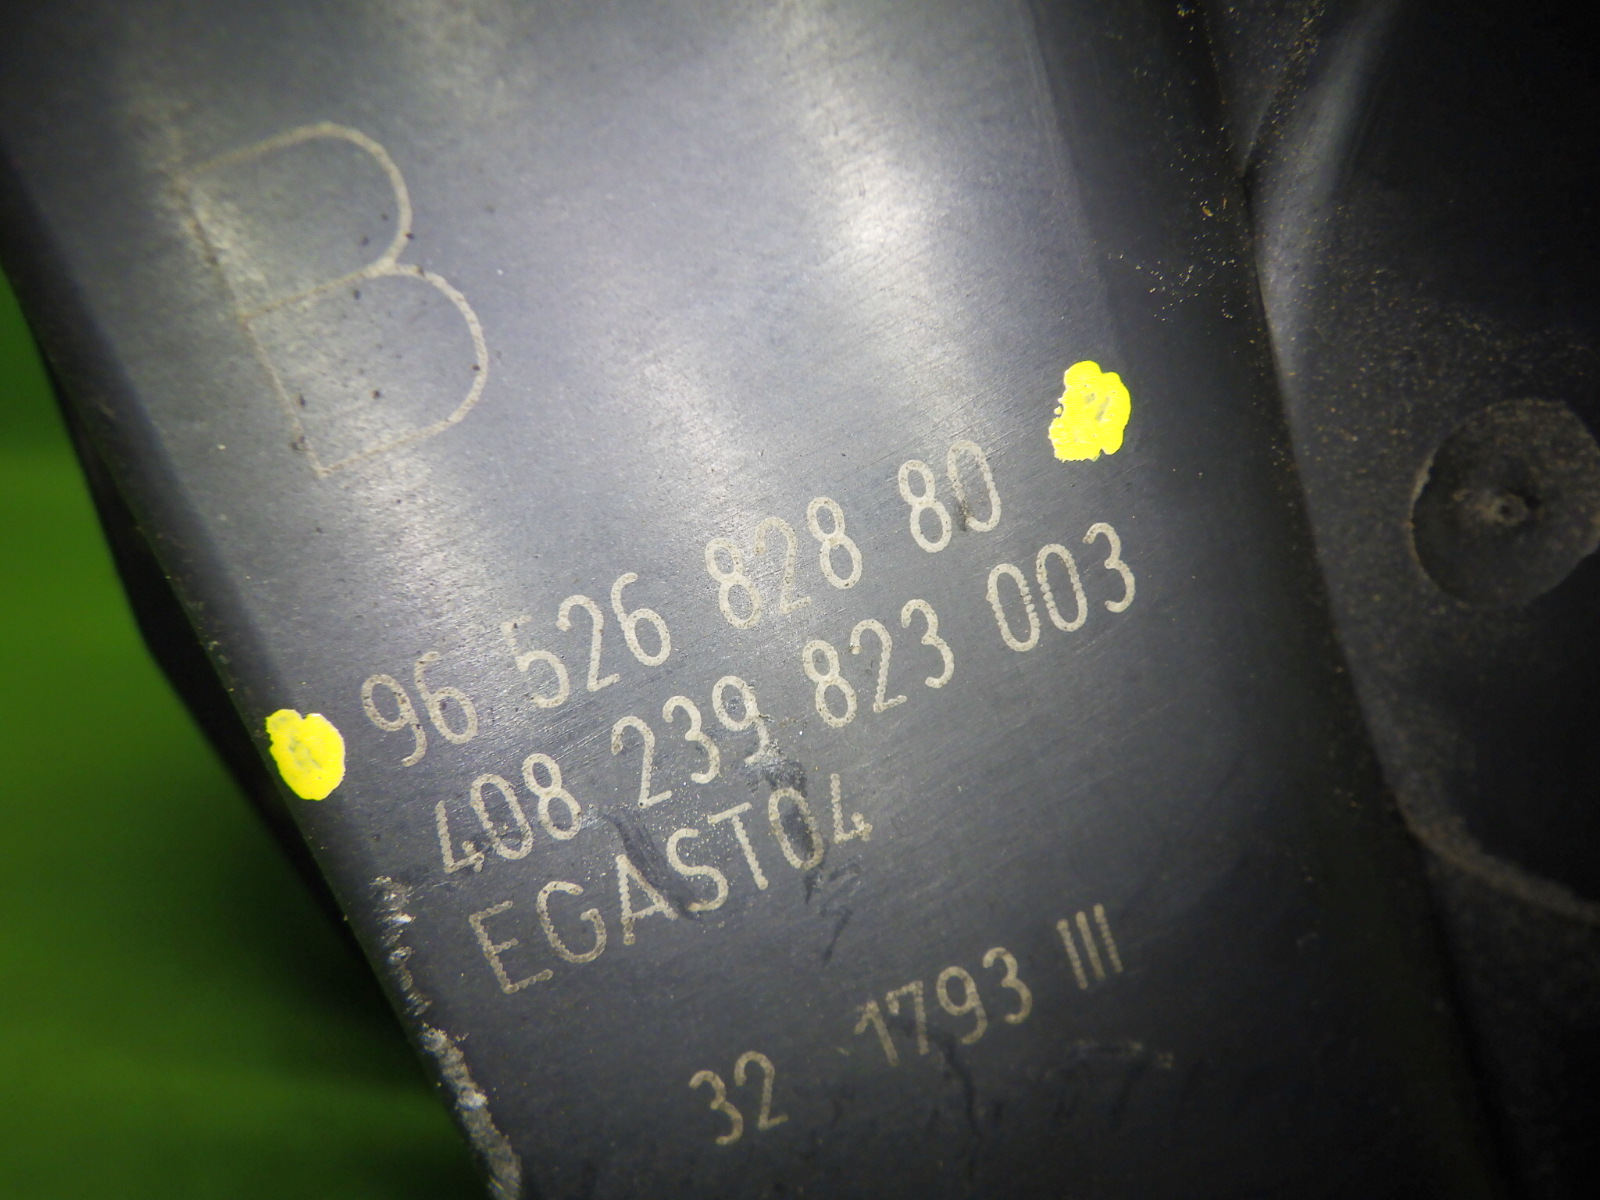 B
96 526 828 80
408 239 823 003
EGAST04
32 1793 III